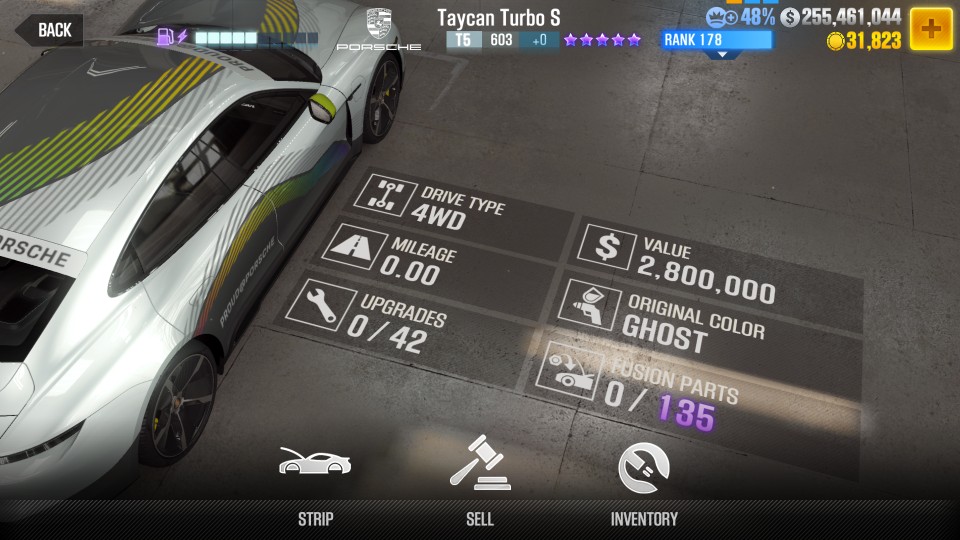 BACK
PORSCHE
Taycan Turbo S
T5 603 +0
RANK 178
48%
255,461,044
31,823
DRIVE TYPE
4WD
MILEAGE
0.00
UPGRADES
0 / 42
VALUE
2,800,000
ORIGINAL COLOR
GHOST
FUSION PARTS
0 / 135
ORSCHE
PROUD@PORSCHE
STRIP
SELL
INVENTORY